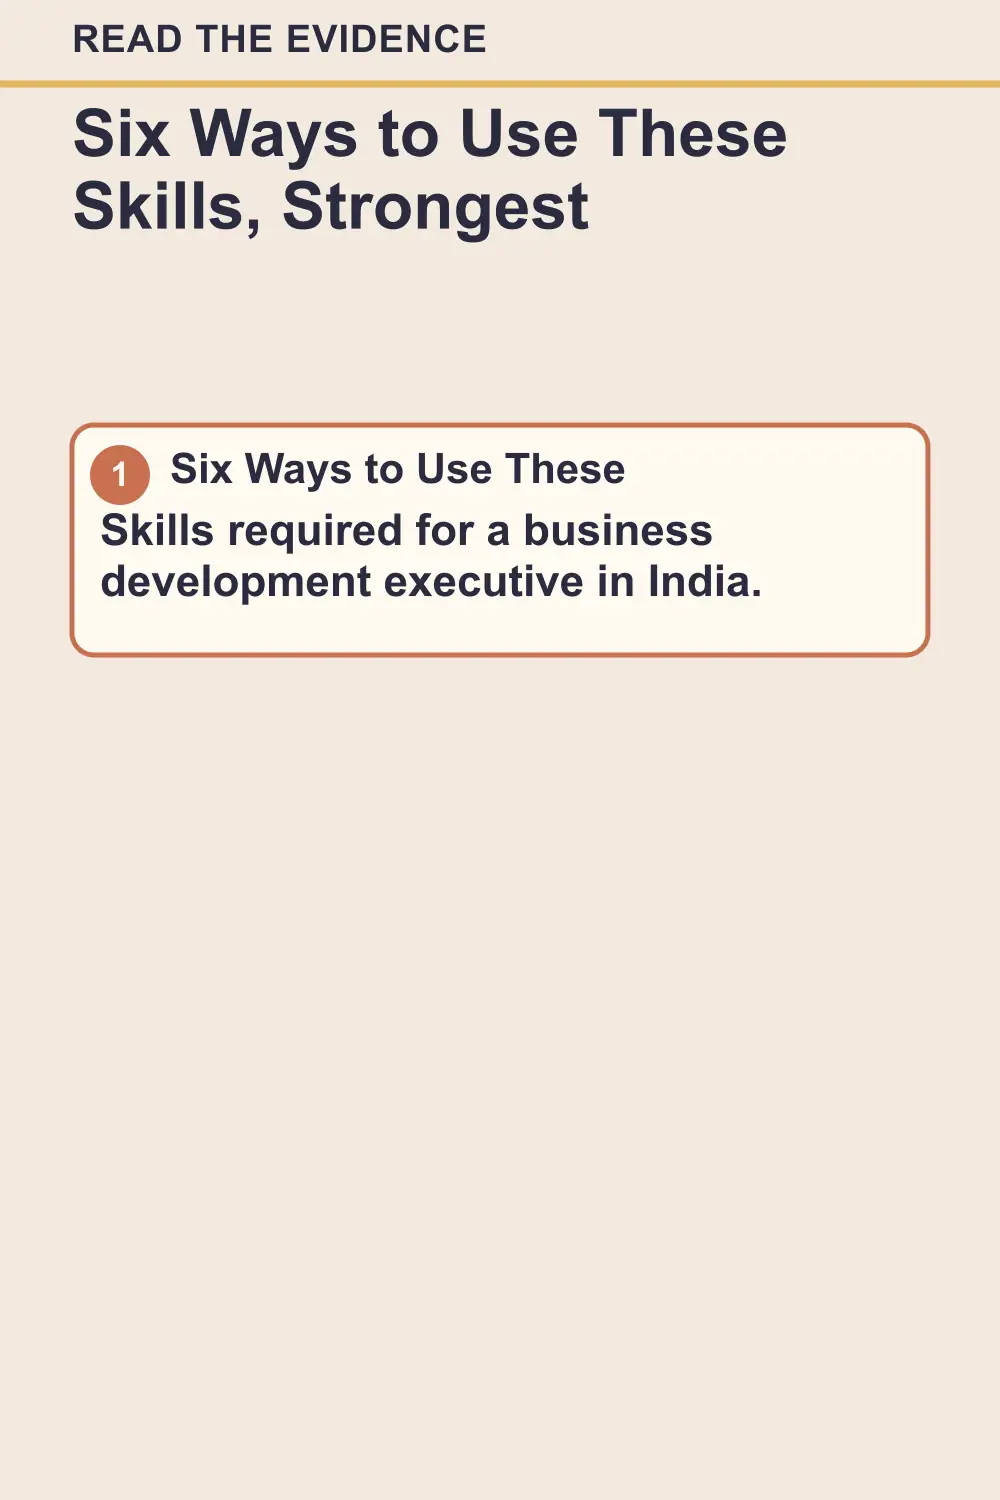 READ THE EVIDENCE
Six Ways to Use These
Skills, Strongest
1 Six Ways to Use These
Skills required for a business
development executive in India.